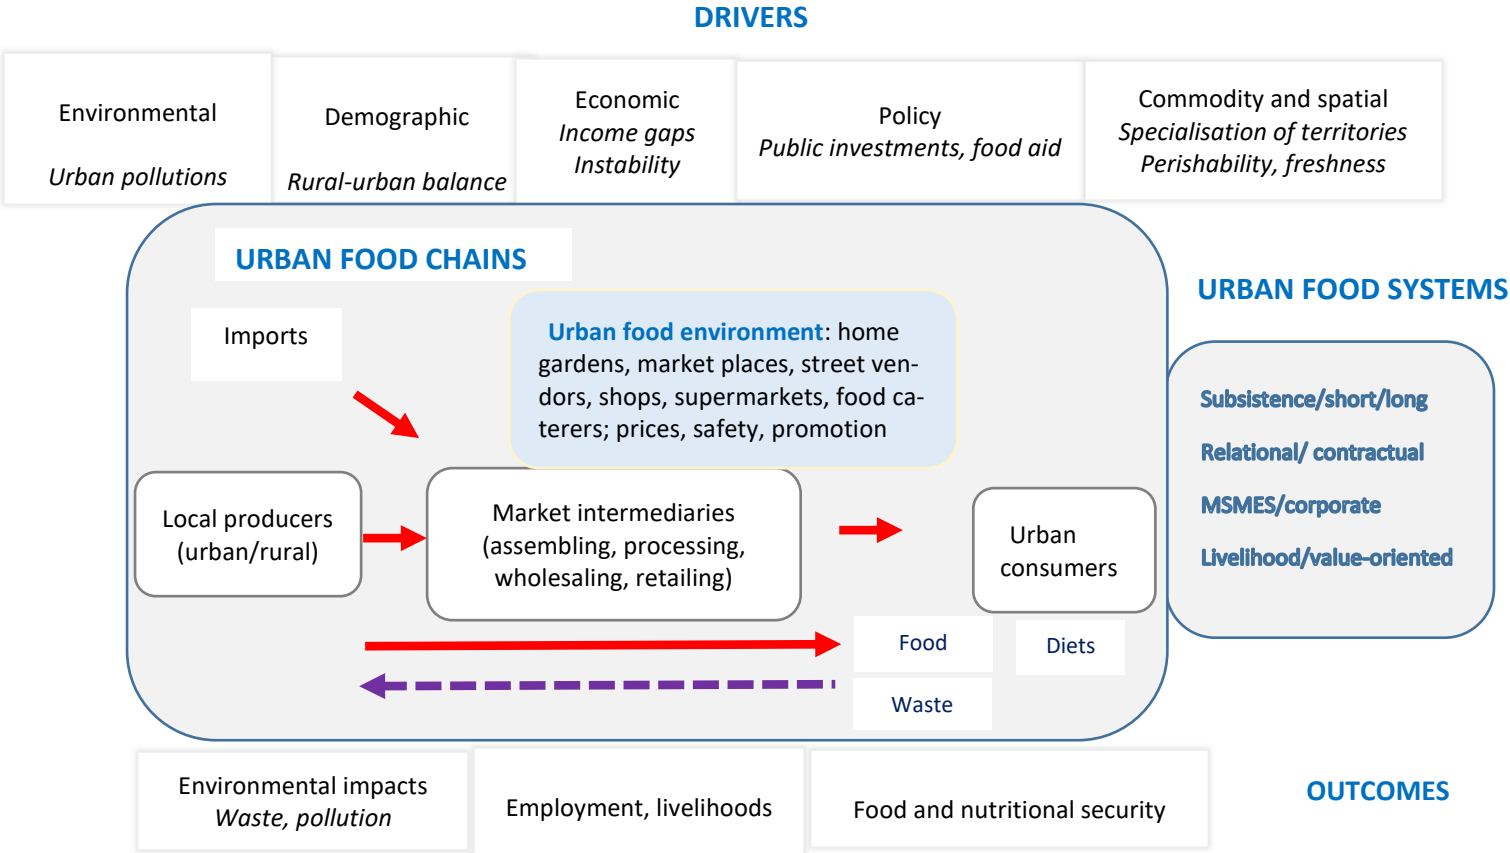 DRIVERS
Environmental
Urban pollutions
Demographic
Rural-urban balance
Economic
Income gaps
Instability
Policy
Public investments, food aid
Commodity and spatial
Specialisation of territories
Perishability, freshness
URBAN FOOD CHAINS
Imports
Urban food environment: home
gardens, market places, street ven-
dors, shops, supermarkets, food ca-
terers; prices, safety, promotion
Local producers
(urban/rural)
Market intermediaries
(assembling, processing,
wholesaling, retailing)
Urban
consumers
Food
Diets
Waste
URBAN FOOD SYSTEMS
Subsistence/short/long
Relational/ contractual
MSMES/corporate
Livelihood/value-oriented
Environmental impacts
Waste, pollution
Employment, livelihoods
Food and nutritional security
OUTCOMES